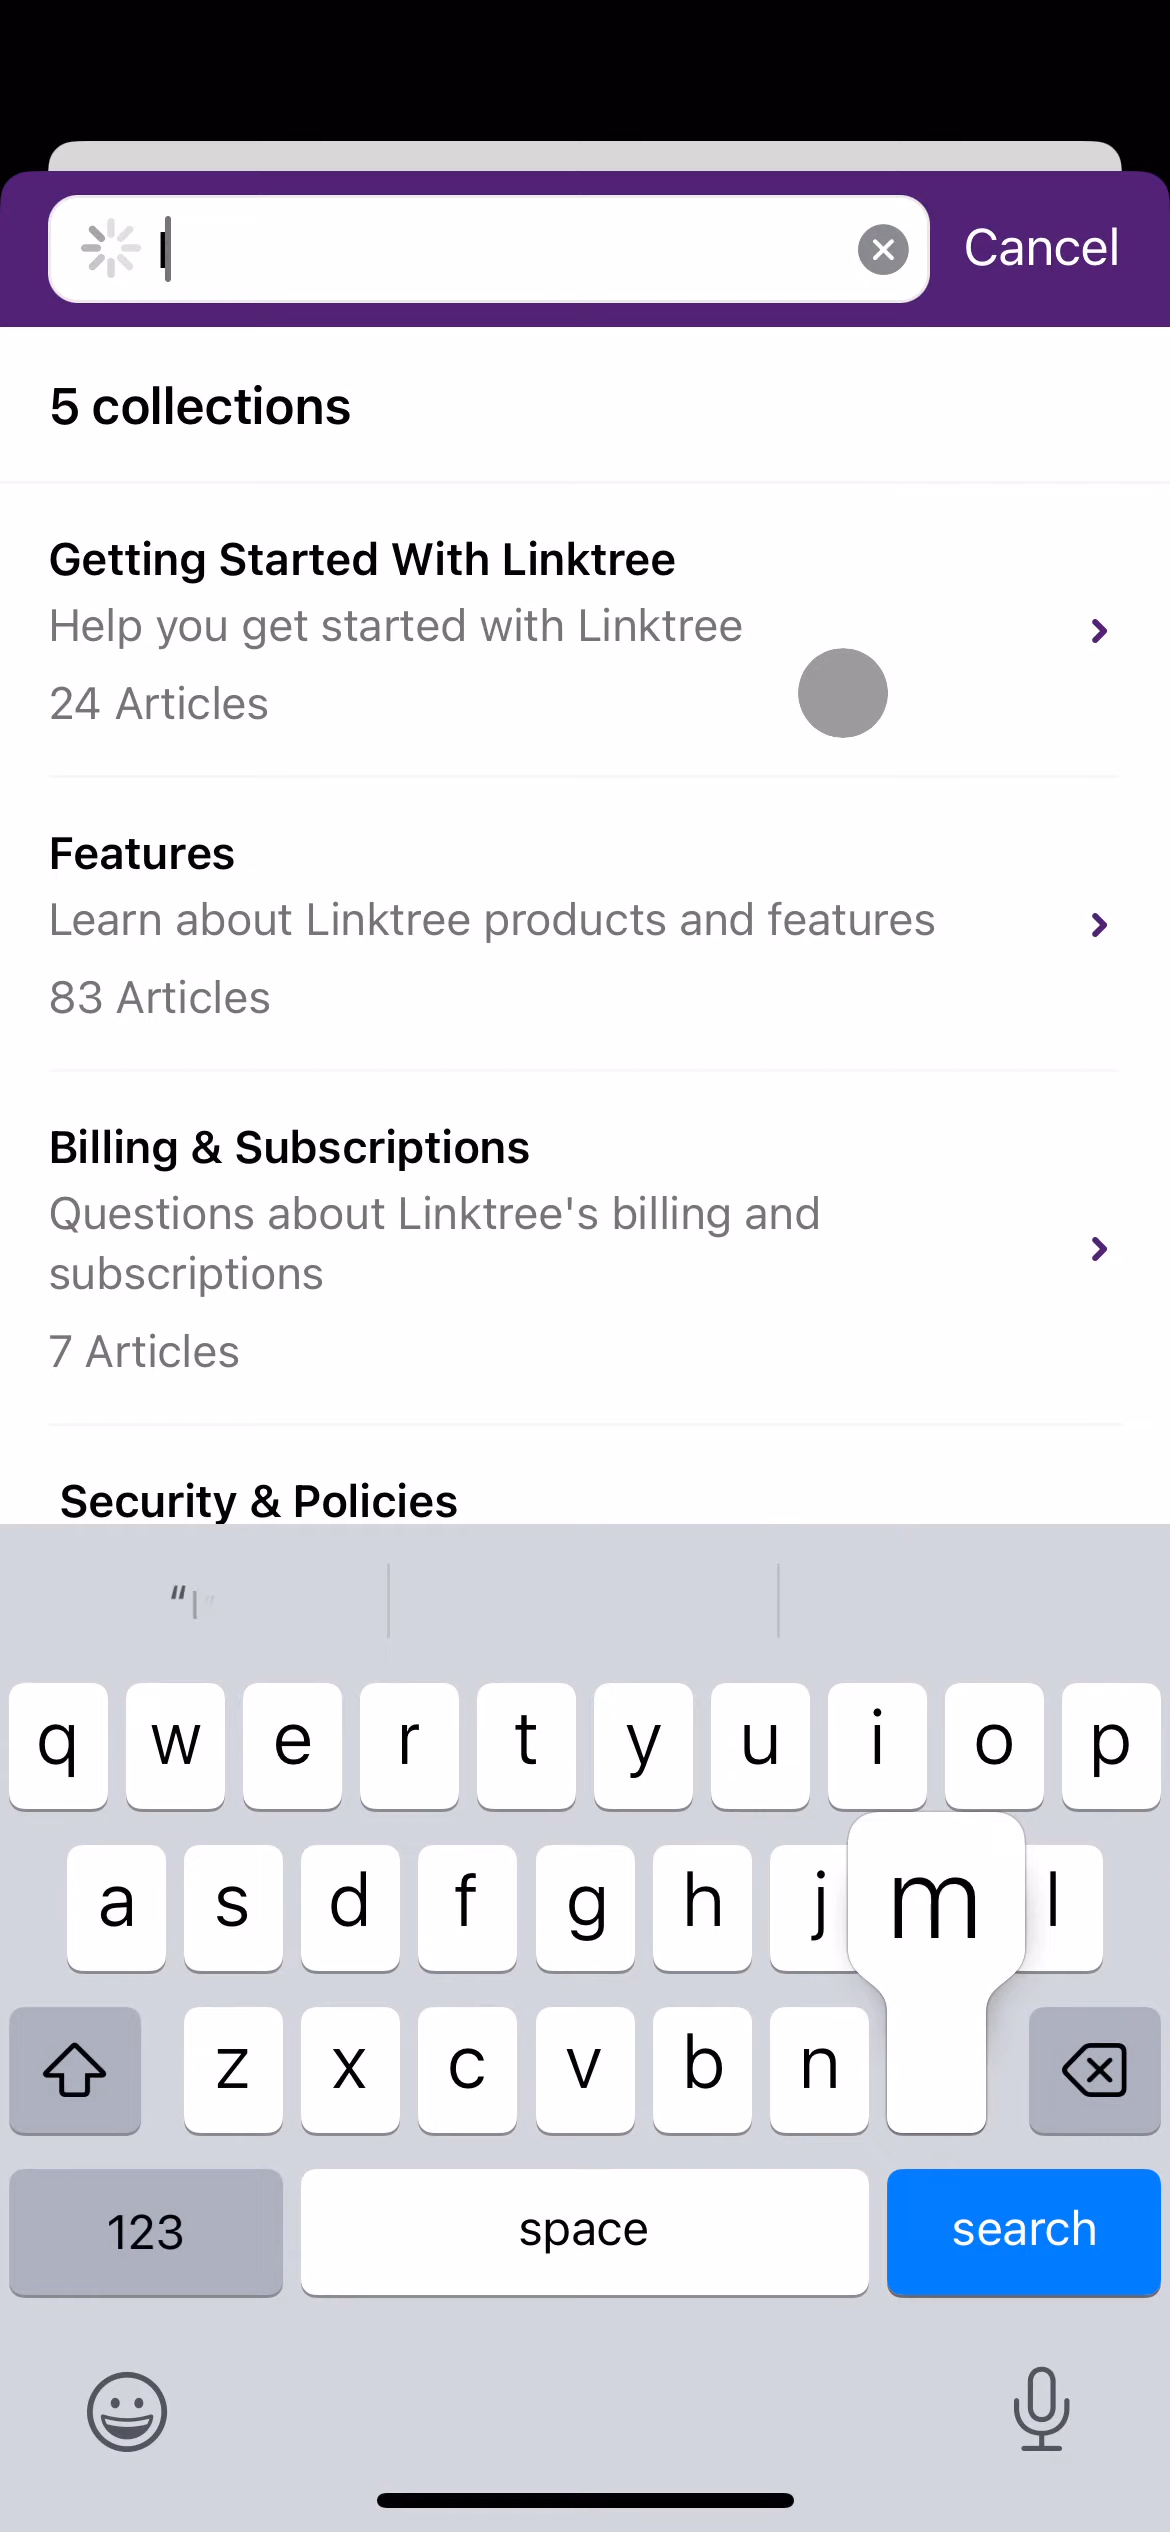 I
Cancel
5 collections
Getting Started With Linktree
Help you get started with Linktree
24 Articles
Features
Learn about Linktree products and features
83 Articles
Billing & Subscriptions
Questions about Linktree's billing and
subscriptions
7 Articles
Security & Policies
“I”
q w e r t y u i o p
a s d f g h j m l
z x c v b n
123 space search